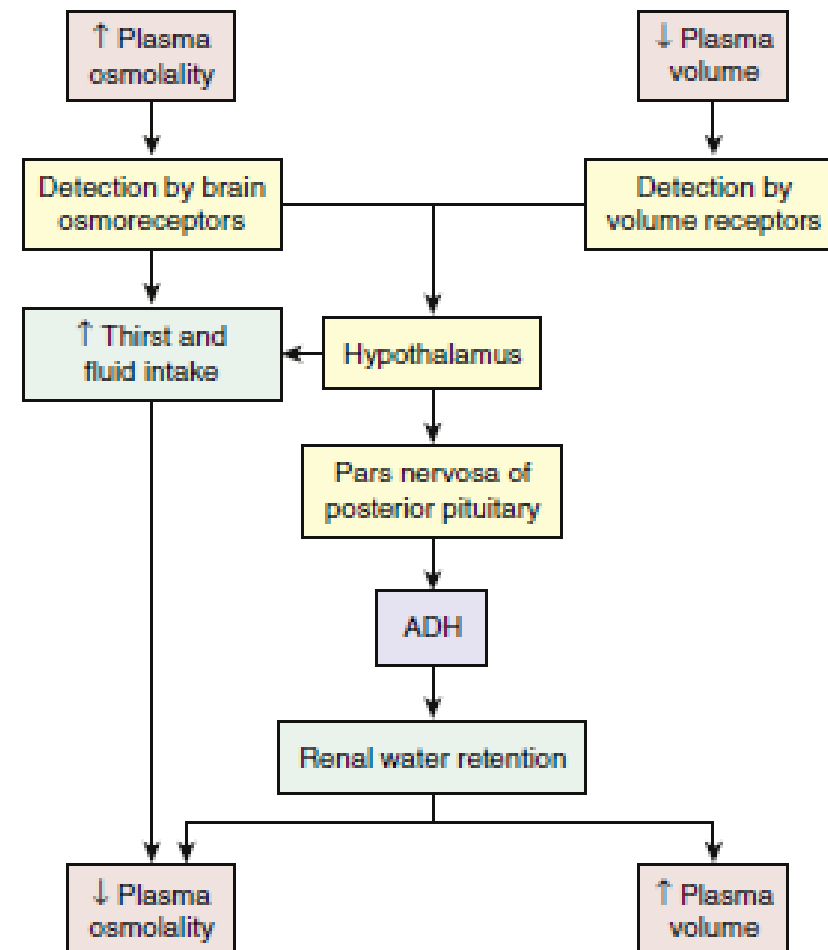 ↑ Plasma
osmolality
↓ Plasma
volume
Detection by brain
osmoreceptors
Detection by
volume receptors
↑ Thirst and
fluid intake
Hypothalamus
Pars nervosa of
posterior pituitary
ADH
Renal water retention
↓ Plasma
osmolality
↑ Plasma
volume